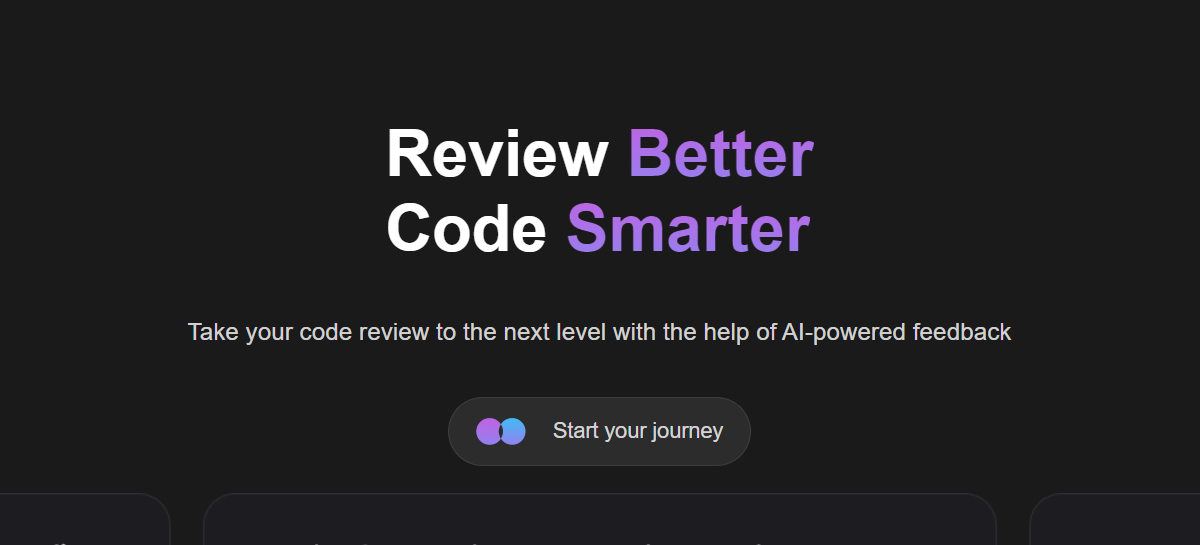 Review Better
Code Smarter
Take your code review to the next level with the help of AI-powered feedback
Start your journey